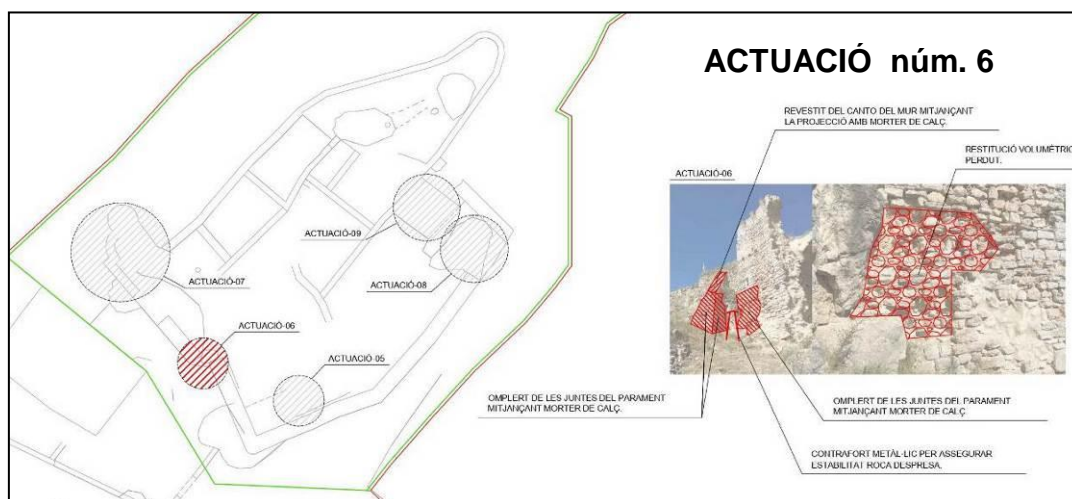 ACTUACIÓ núm. 6
REVESTIT DEL CANTO DEL MUR MITJANÇANT
LA PROJECCIÓ AMB MORTER DE CALÇ.
RESTITUCIÓ VOLUMÈTRIC
PERDUT.
ACTUACIÓ-06
ACTUACIÓ-09
ACTUACIÓ-08
ACTUACIÓ-07
ACTUACIÓ-06
ACTUACIÓ-05
OMPLERT DE LES JUNTES DEL PARAMENT
MITJANÇANT MORTER DE CALÇ.
OMPLERT DE LES JUNTES DEL PARAMENT
MITJANÇANT MORTER DE CALÇ.
CONTRAFORT METÀL·LIC PER ASSEGURAR
ESTABILITAT ROCA DESPRESA.